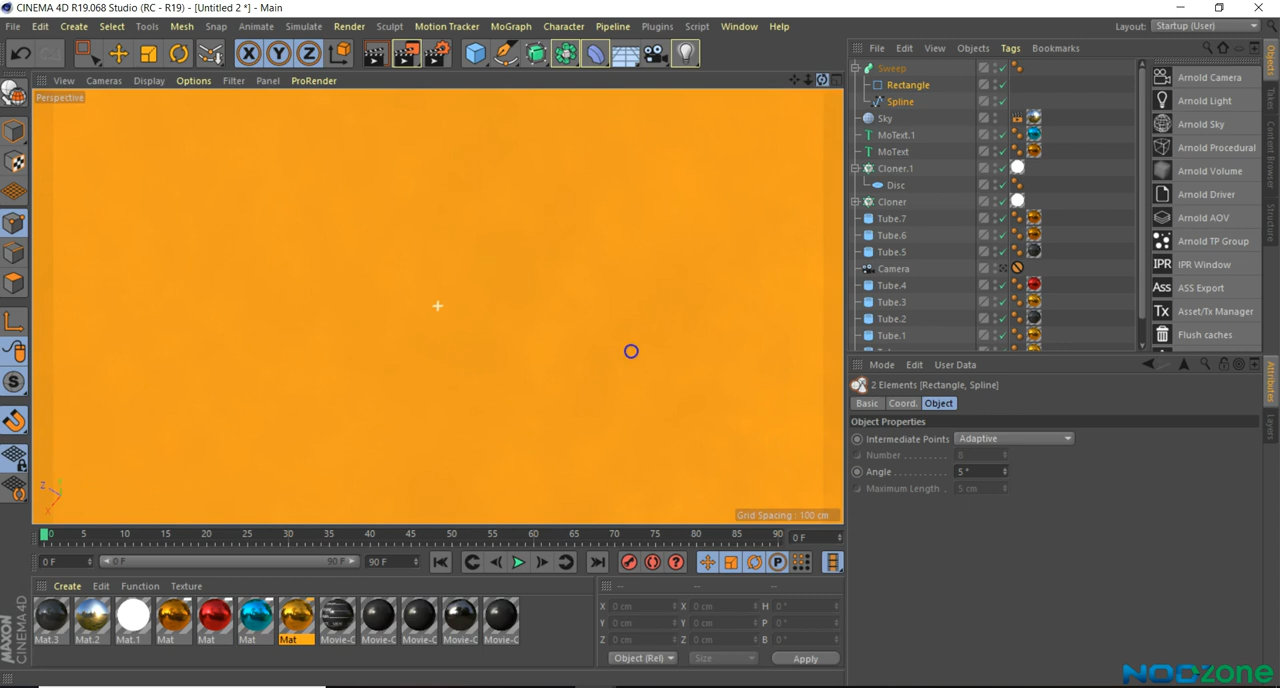 CINEMA 4D R19.068 Studio (RC - R19) - [Untitled 2 *] - Main
File Edit Create Select Tools Mesh Snap Animate Simulate Render Sculpt Motion Tracker MoGraph Character Pipeline Plugins Script Window Help
Layout: Startup (User)
X Y Z
File Edit View Objects Tags Bookmarks
View Cameras Display Options Filter Panel ProRender
Perspective
Sweep
Rectangle
Spline
Sky
MoText.1
MoText
Cloner.1
Disc
Cloner
Tube.7
Tube.6
Tube.5
Camera
Tube.4
Tube.3
Tube.2
Tube.1
Arnold Camera
Arnold Light
Arnold Sky
Arnold Procedural
Arnold Volume
Arnold Driver
Arnold AOV
Arnold TP Group
IPR IPR Window
Ass ASS Export
Tx Asset/Tx Manager
Flush caches
Objects
Takes
Content Browser
Structure
Mode Edit User Data
2 Elements [Rectangle, Spline]
Basic Coord. Object
Object Properties
Intermediate Points Adaptive
Number 8
Angle 5 °
Maximum Length 5 cm
Attributes
Layers
Z Y X
Grid Spacing : 100 cm
0 5 10 15 20 25 30 35 40 45 50 55 60 65 70 75 80 85 90 0 F
0 F 0 F 90 F 90 F
Create Edit Function Texture
Mat.3 Mat.2 Mat.1 Mat Mat Mat Mat Movie-C Movie-C Movie-C Movie-C Movie-C
-- -- --
X 0 cm X 0 cm H 0 °
Y 0 cm Y 0 cm P 0 °
Z 0 cm Z 0 cm B 0 °
Object (Rel) Size Apply
MAXON CINEMA 4D
NODZone